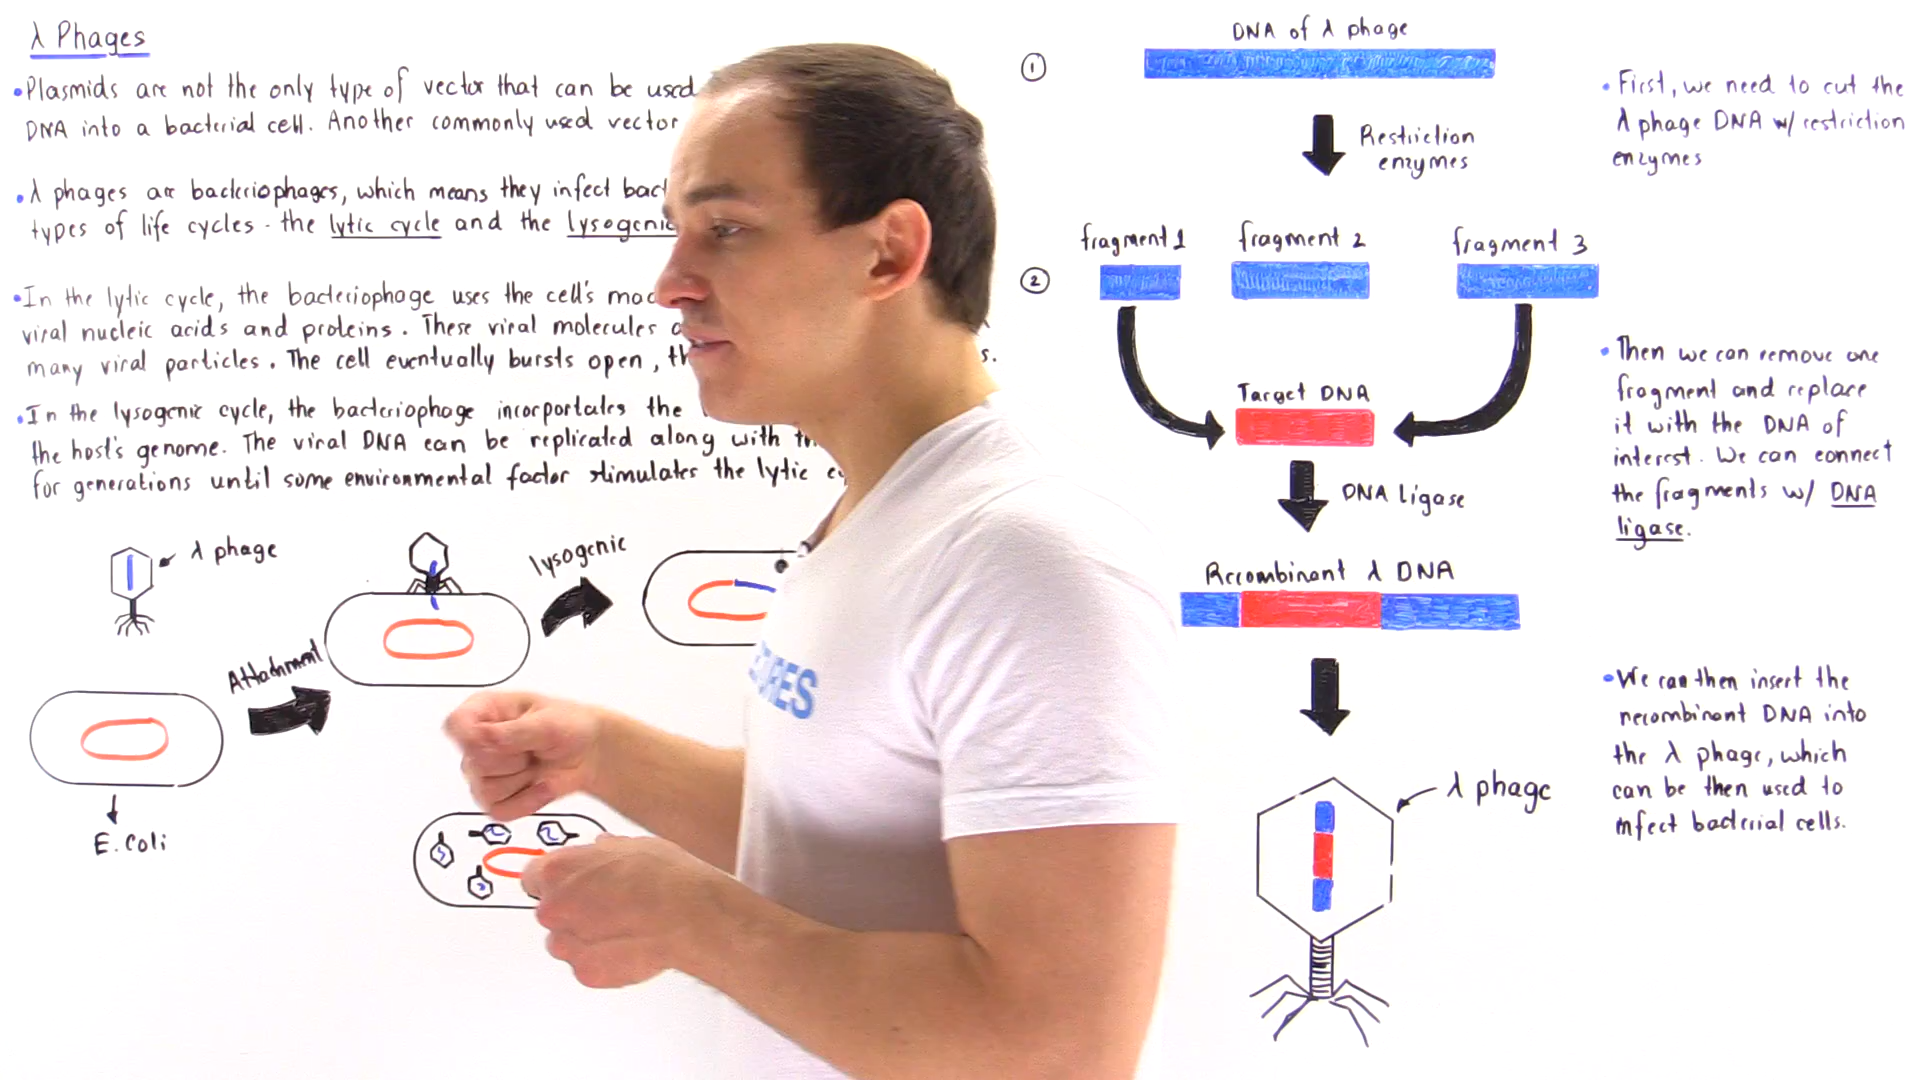 λ Phages
•Plasmids are not the only type of vector that can be used
DNA into a bacterial cell. Another commonly used vector
•λ phages are bacteriophages, which means they infect bact
types of life cycles - the lytic cycle and the lysogenic
•In the lytic cycle, the bacteriophage uses the cell's mac
viral nucleic acids and proteins. These viral molecules a
many viral particles. The cell eventually bursts open, th s.
•In the lysogenic cycle, the bacteriophage incorportates the
the host's genome. The viral DNA can be replicated along with th
for generations until some environmental factor stimulates the lytic cy
λ phage
Attachment
E. Coli
lysogenic
URES
①
DNA of λ phage
Restriction
enzymes
②
fragment 1 fragment 2 fragment 3
Target DNA
DNA ligase
Recombinant λ DNA
λ phage
•First, we need to cut the
λ phage DNA w/ restriction
enzymes
•Then we can remove one
fragment and replace
it with the DNA of
interest. We can connect
the fragments w/ DNA
ligase.
•We can then insert the
recombinant DNA into
the λ phage, which
can be then used to
infect bacterial cells.